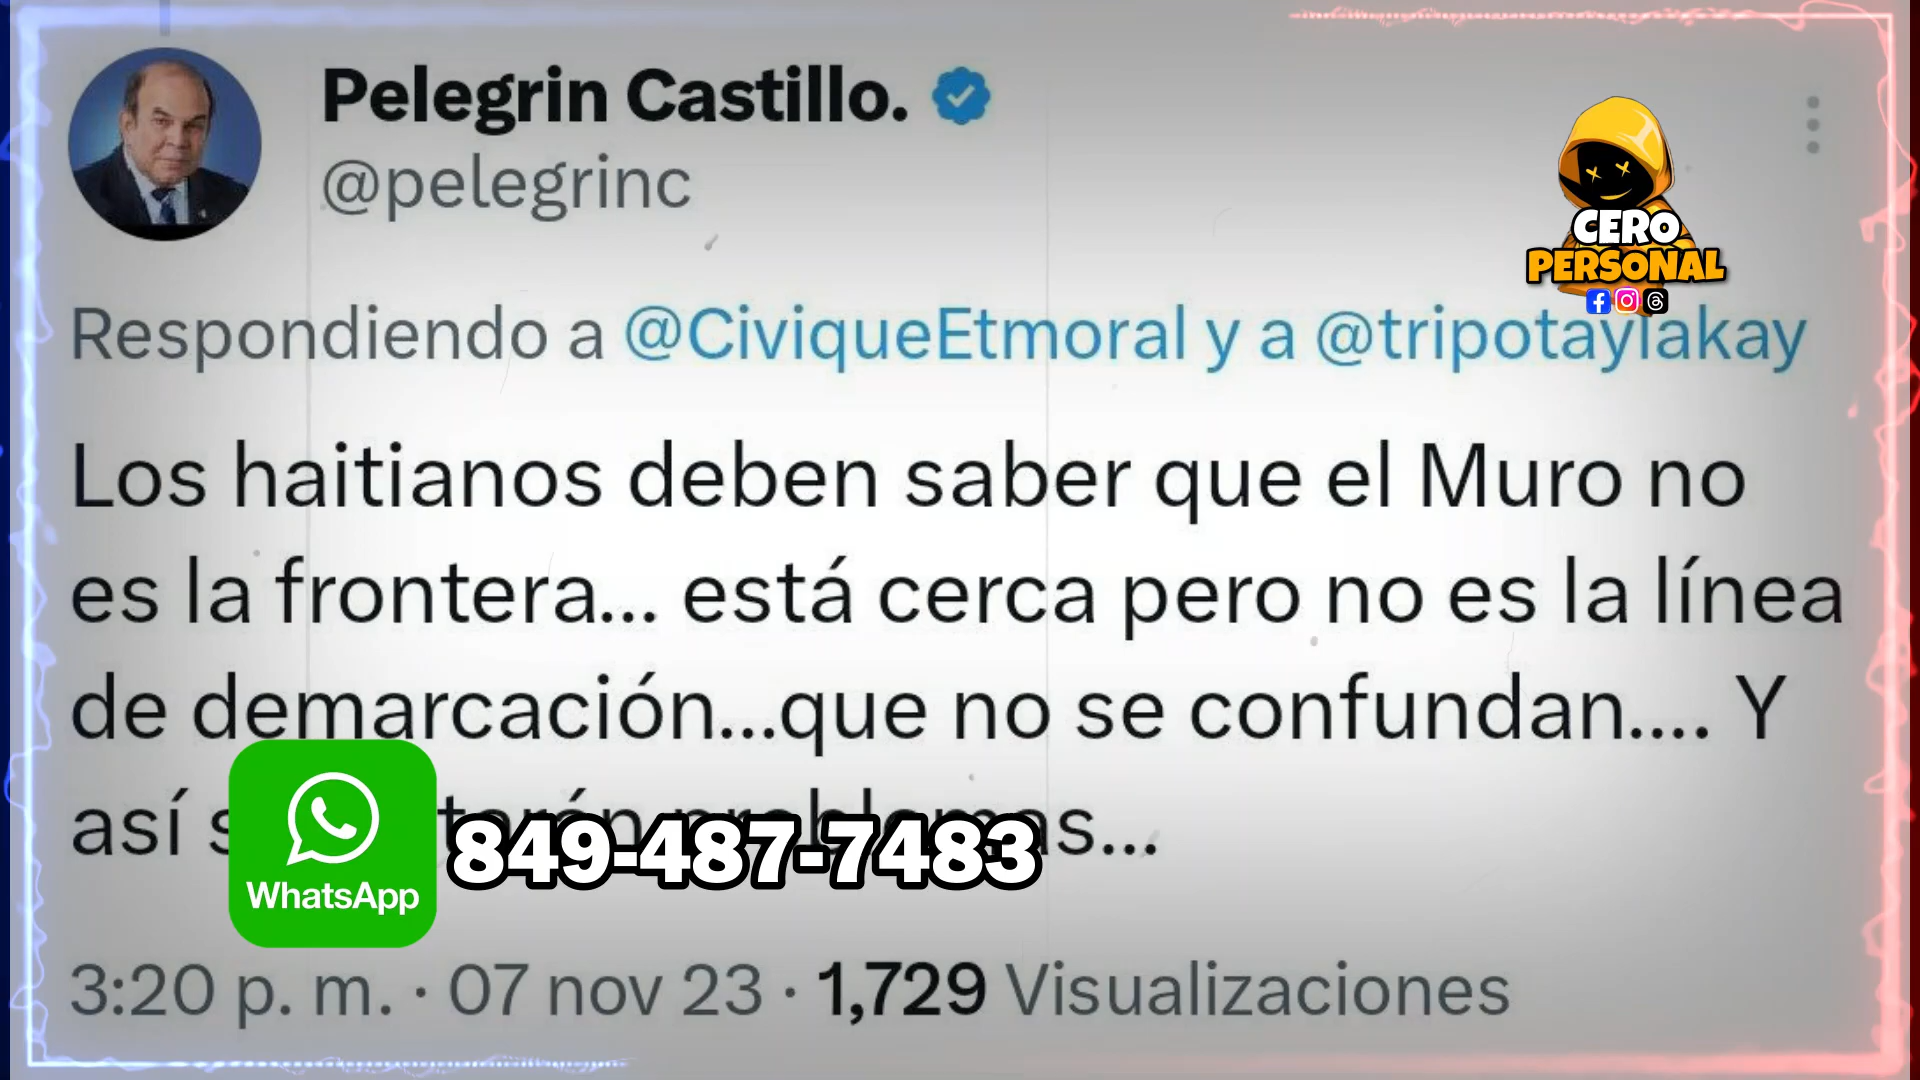 Pelegrin Castillo.
@pelegrinc
CERO
PERSONAL
Respondiendo a @CiviqueEtmoral y a @tripotaylakay
Los haitianos deben saber que el Muro no
es la frontera... está cerca pero no es la línea
de demarcación...que no se confundan.... Y
así
849-487-7483
WhatsApp
3:20 p. m. · 07 nov 23 · 1,729 Visualizaciones